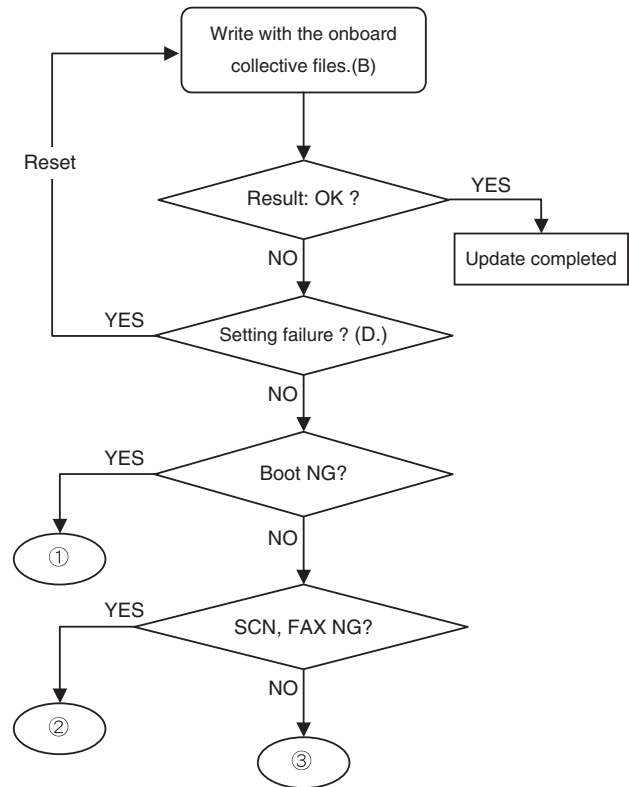 Write with the onboard
collective files.(B)
Reset
Result: OK ?
YES
Update completed
NO
YES
Setting failure ? (D.)
NO
YES
Boot NG?
①
NO
YES
SCN, FAX NG?
②
NO
③